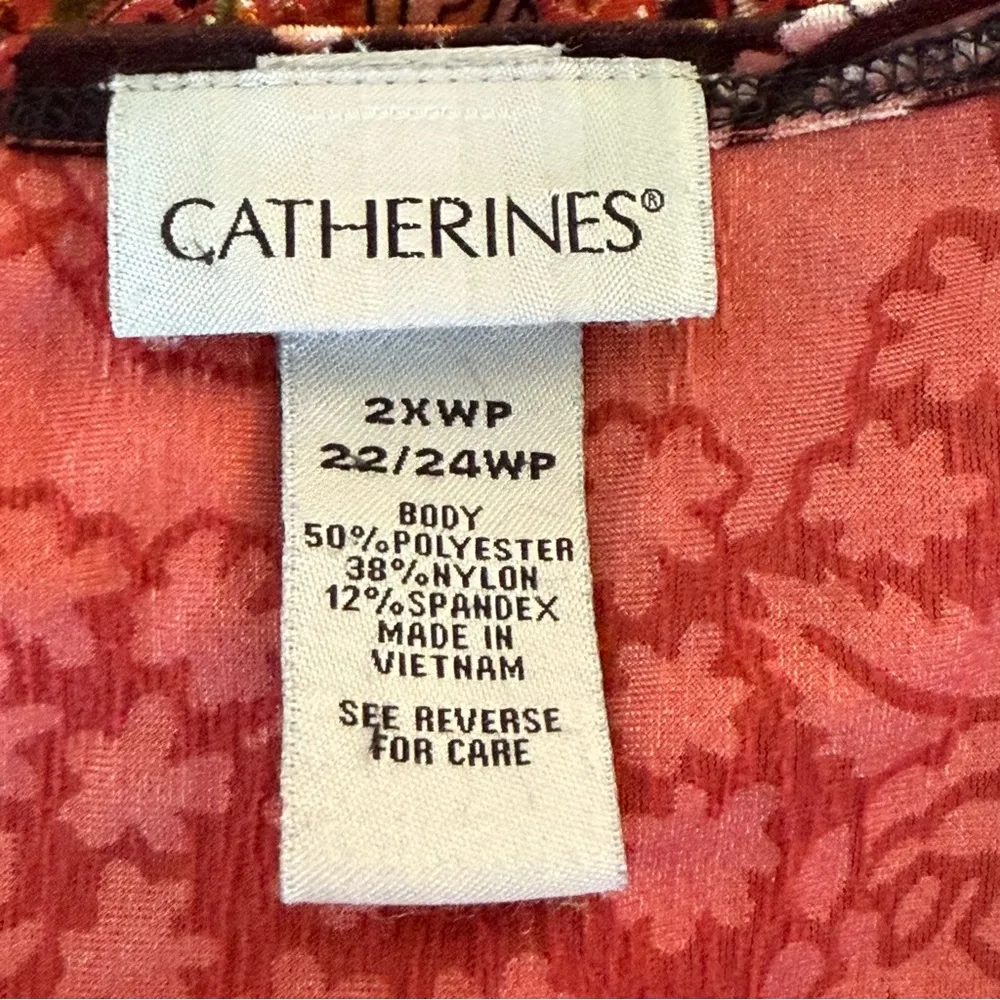 CATHERINES®
2XWP
22/24WP
BODY
50%POLYESTER
38%NYLON
12%SPANDEX
MADE IN
VIETNAM
SEE REVERSE
FOR CARE